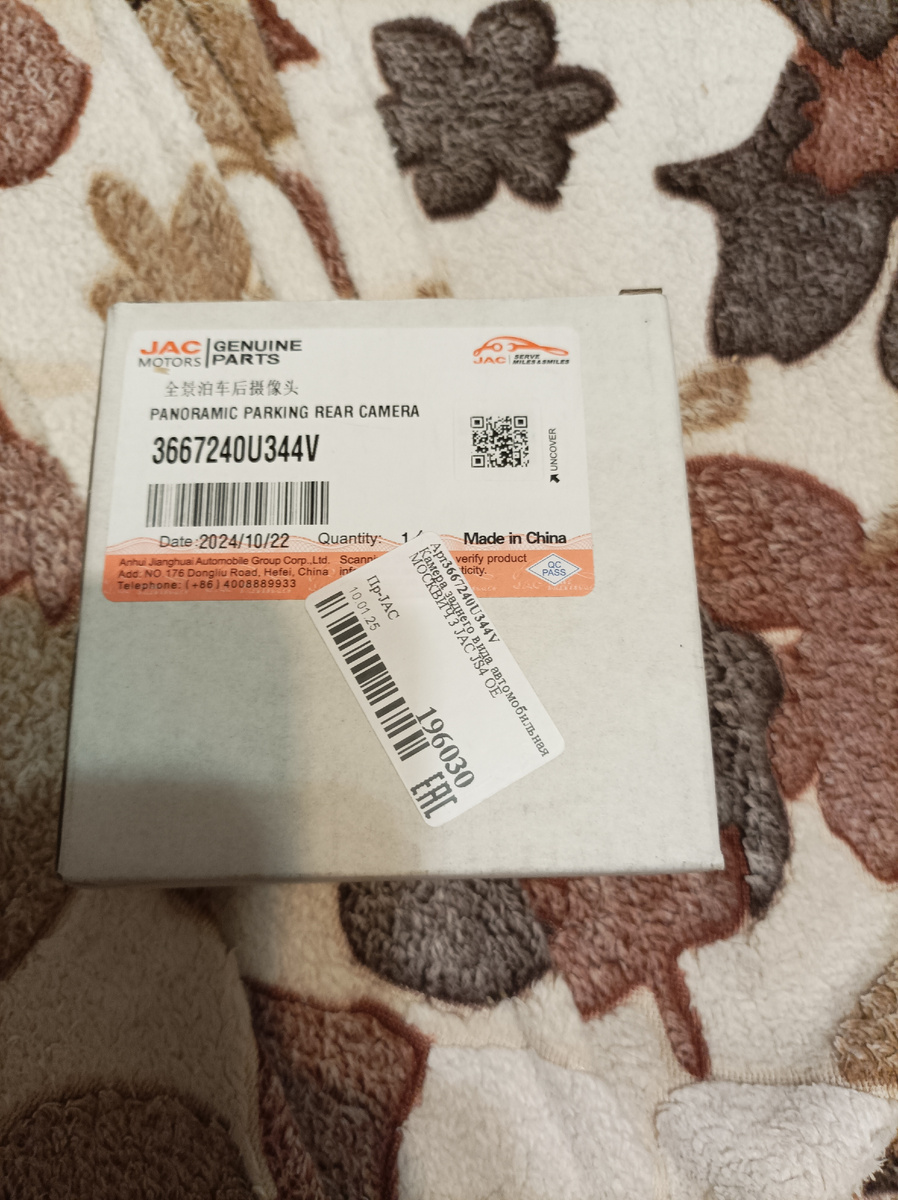 JAC MOTORS | GENUINE PARTS
JAC | SERVE MILES & SMILES
全景泊车后摄像头
PANORAMIC PARKING REAR CAMERA
3667240U344V
UNCOVER
Date 2024/10/22 Quantity: 1/ Made in China
Anhui Jianghuai Automobile Group Corp., Ltd.
Add. NO 176 Dongliu Road, Hefei, China
Telephone: (+86) 4008889933
verify product
QC PASS
Арт3667240U344V
Камера заднего вида автомобильная
МОСКВИЧ 3 JAC JS4 OE
Пр-JAC
10 01 25
196030
EAC